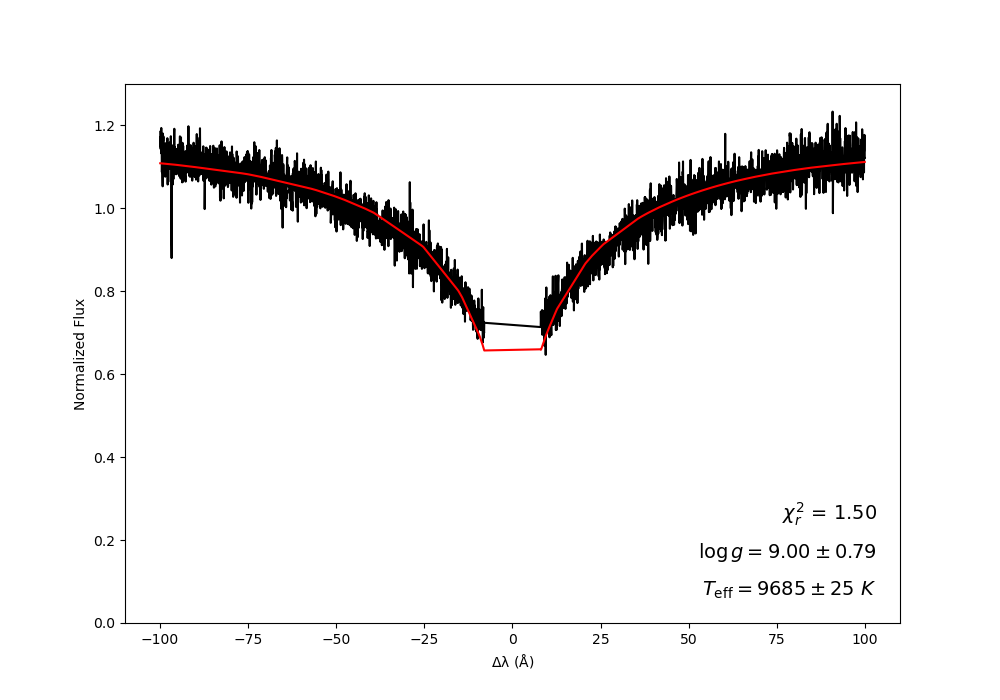 1.2
1.0
0.8
0.6
0.4
0.2
0.0
Normalized Flux
χ²ᵣ = 1.50
log g = 9.00 ± 0.79
T_eff = 9685 ± 25 K
−100 −75 −50 −25 0 25 50 75 100
Δλ (Å)